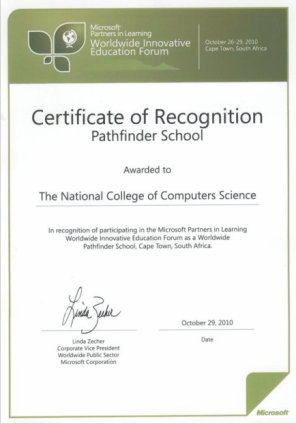 Microsoft
Partners in Learning
Worldwide Innovative
Education Forum
October 26-29, 2010
Cape Town, South Africa
Certificate of Recognition
Pathfinder School
Awarded to
The National College of Computers Science
In recognition of participating in the Microsoft Partners in Learning
Worldwide Innovative Education Forum as a Worldwide
Pathfinder School, Cape Town, South Africa.
Linda Zecher
October 29, 2010
Linda Zecher
Corporate Vice President
Worldwide Public Sector
Microsoft Corporation
Date
Microsoft